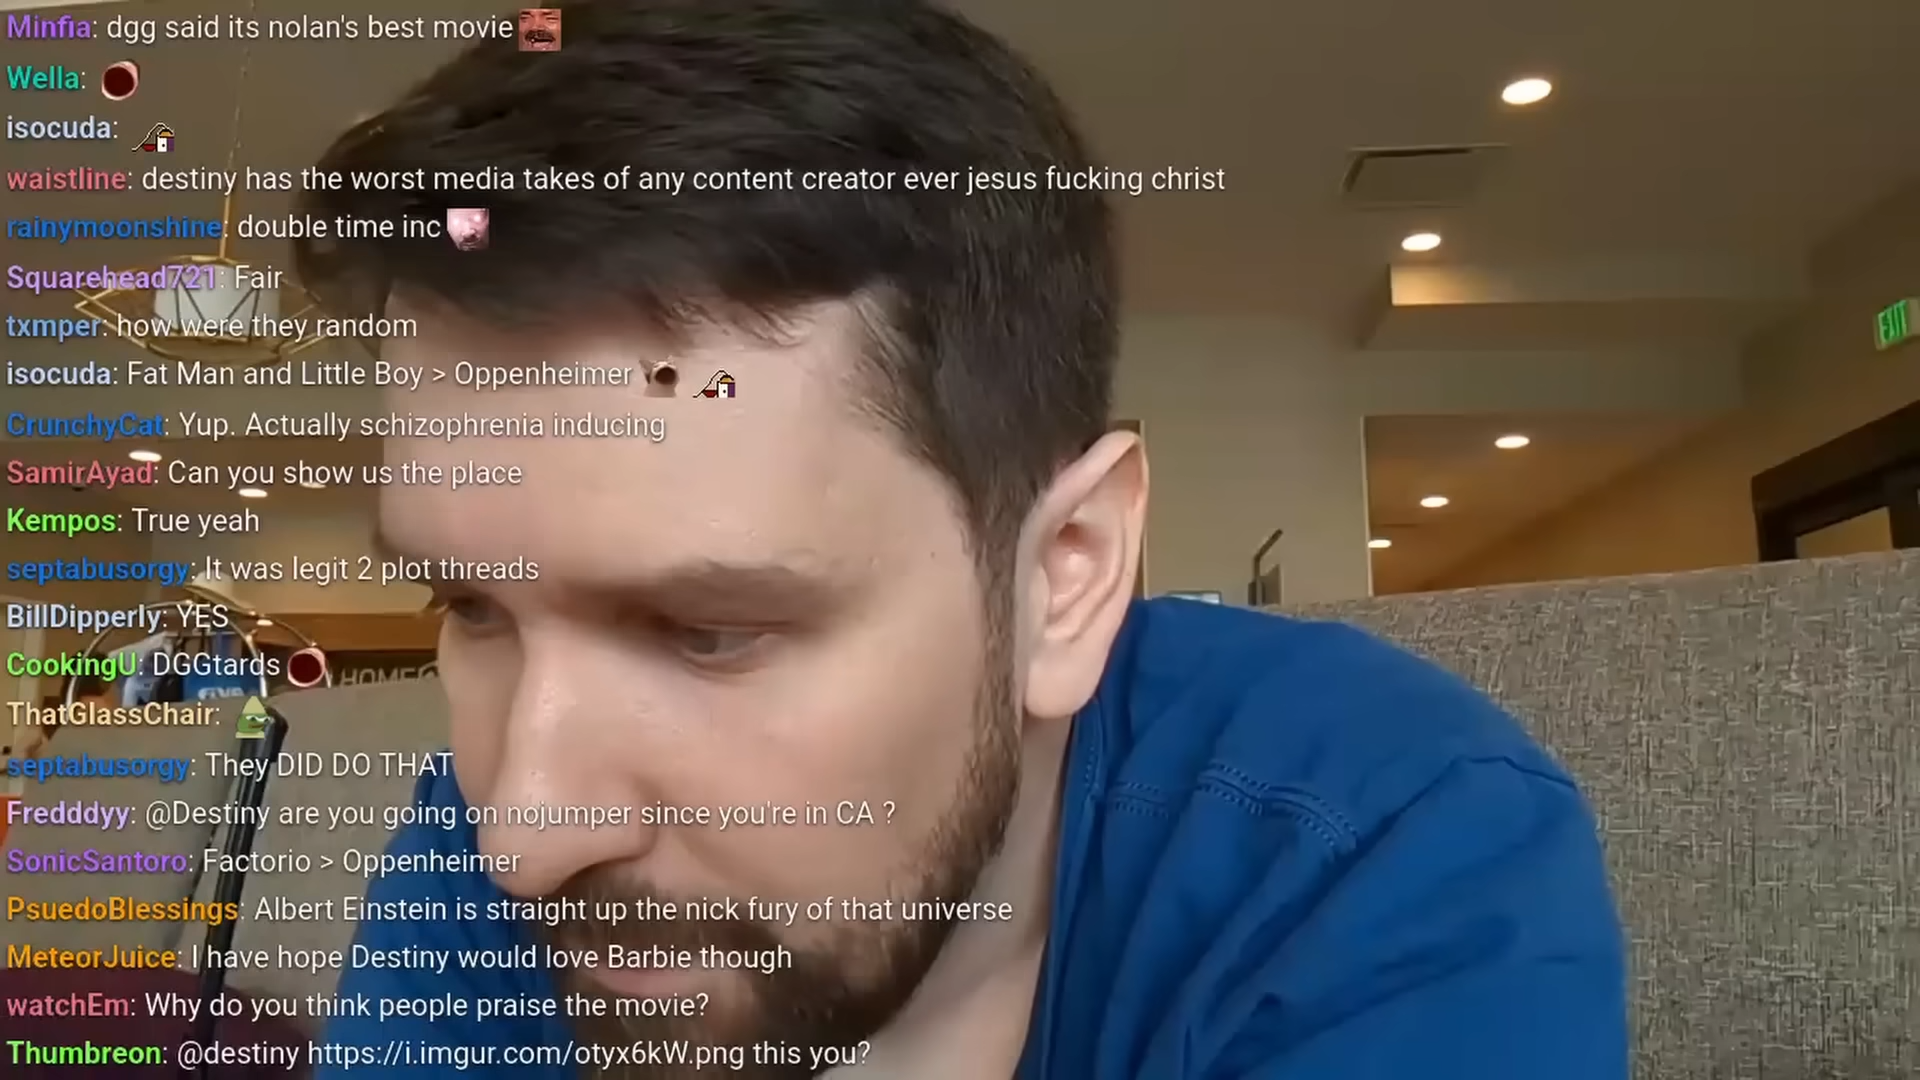 Minfia: dgg said its nolan's best movie
Wella:
isocuda:
waistline: destiny has the worst media takes of any content creator ever jesus fucking christ
rainymoonshine: double time inc
Squarehead721: Fair
txmper: how were they random
isocuda: Fat Man and Little Boy > Oppenheimer
CrunchyCat: Yup. Actually schizophrenia inducing
SamirAyad: Can you show us the place
Kempos: True yeah
septabusorgy: It was legit 2 plot threads
BillDipperly: YES
CookingU: DGGtards
HOME
ThatGlassChair:
septabusorgy: They DID DO THAT
Fredddyy: @Destiny are you going on nojumper since you're in CA ?
SonicSantoro: Factorio > Oppenheimer
PsuedoBlessings: Albert Einstein is straight up the nick fury of that universe
MeteorJuice: I have hope Destiny would love Barbie though
watchEm: Why do you think people praise the movie?
Thumbreon: @destiny https://i.imgur.com/otyx6kW.png this you?
EXIT